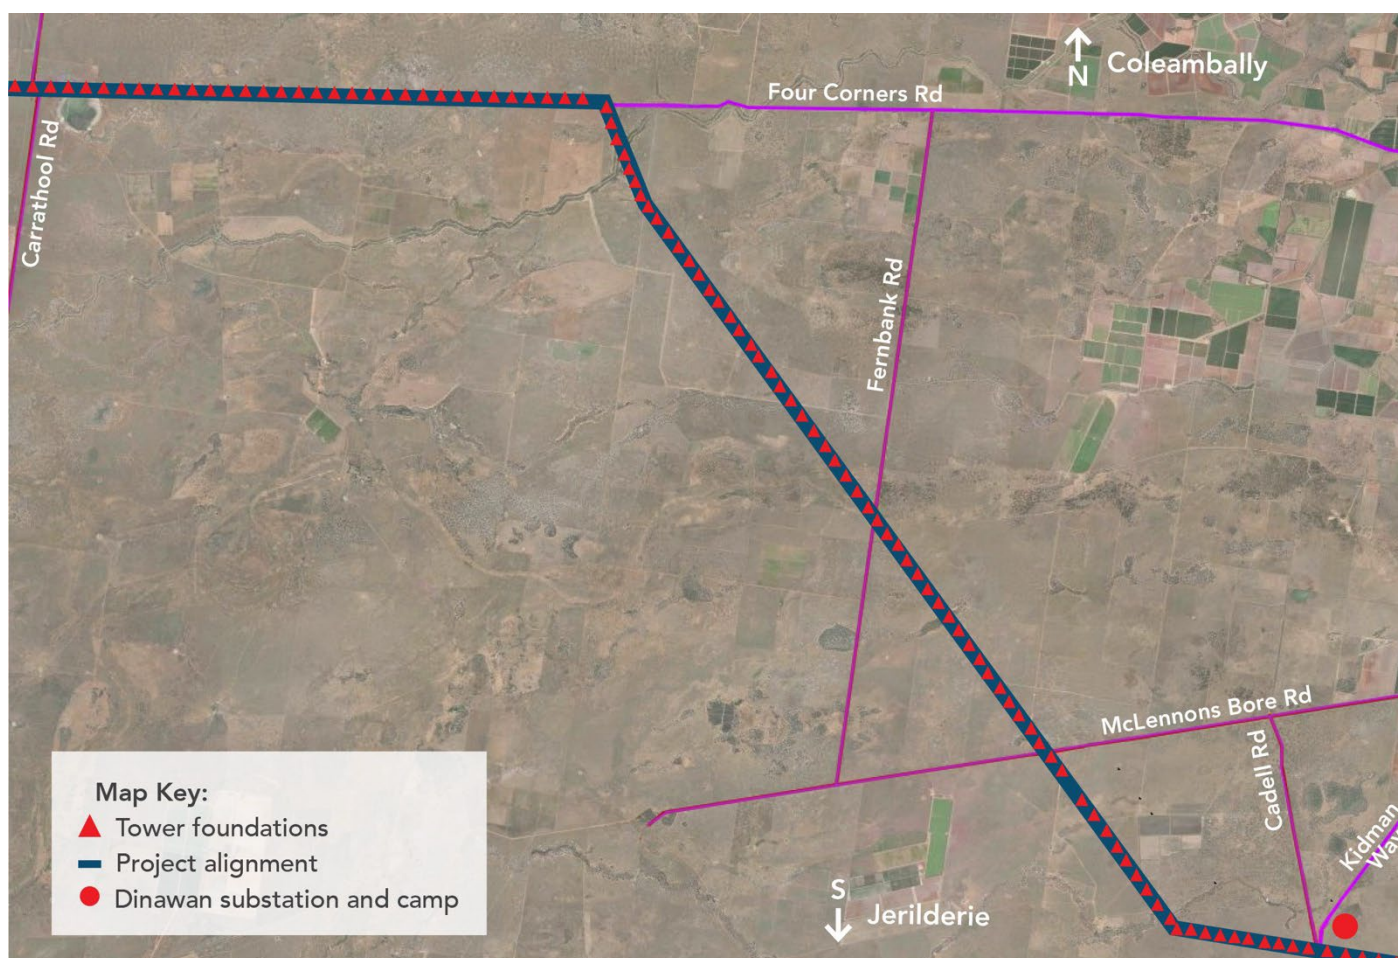 N
Coleambally
Four Corners Rd
Carrathool Rd
Fernbank Rd
McLennons Bore Rd
Cadell Rd
Kidman
Way
Map Key:
Tower foundations
Project alignment
Dinawan substation and camp
S
Jerilderie